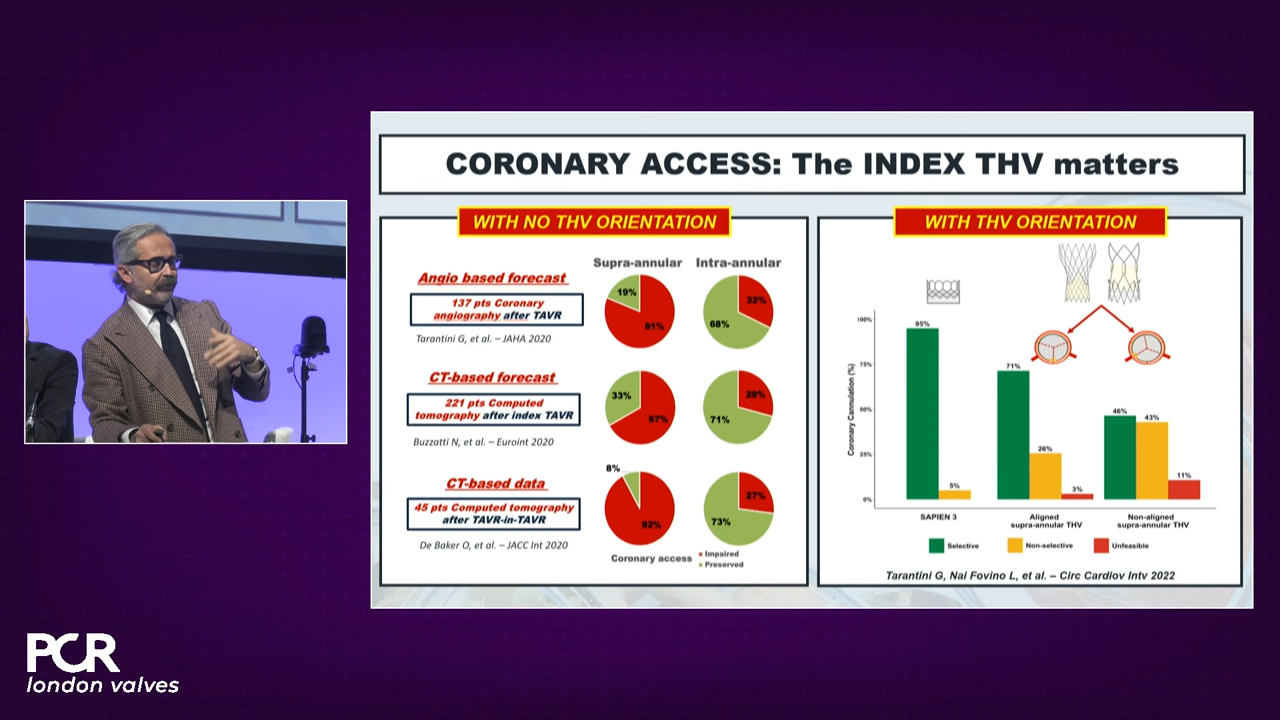 CORONARY ACCESS: The INDEX THV matters
WITH NO THV ORIENTATION
Supra-annular
Intra-annular
Angio based forecast
137 pts Coronary
angiography after TAVR
Tarantini G, et al. – JAHA 2020
19%
81%
32%
68%
CT-based forecast
221 pts Computed
tomography after index TAVR
Buzzatti N, et al. – Euroint 2020
33%
67%
29%
71%
CT-based data
45 pts Computed tomography
after TAVR-in-TAVR
De Baker O, et al. – JACC Int 2020
8%
92%
27%
73%
Coronary access
Impaired
Preserved
WITH THV ORIENTATION
Coronary Cannulation (%)
100%
75%
50%
25%
0%
95%
5%
71%
26%
3%
46%
43%
11%
SAPIEN 3
Aligned
supra-annular THV
Non-aligned
supra-annular THV
Selective
Non-selective
Unfeasible
Tarantini G, Nai Fovino L, et al. – Circ Cardiov Intv 2022
PCR
london valves